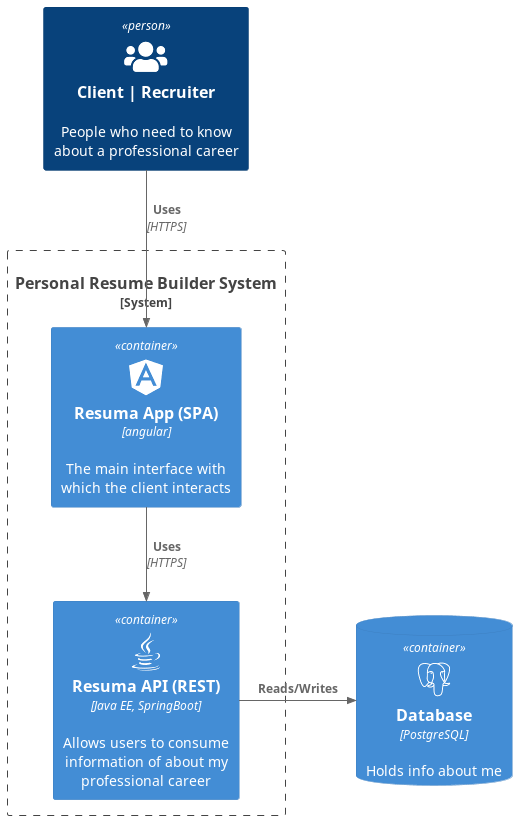 «person»
Client | Recruiter
People who need to know
about a professional career
Uses
[HTTPS]
Personal Resume Builder System
[System]
«container»
Resuma App (SPA)
[angular]
The main interface with
which the client interacts
Uses
[HTTPS]
«container»
Resuma API (REST)
[Java EE, SpringBoot]
Allows users to consume
information of about my
professional career
Reads/Writes
«container»
Database
[PostgreSQL]
Holds info about me